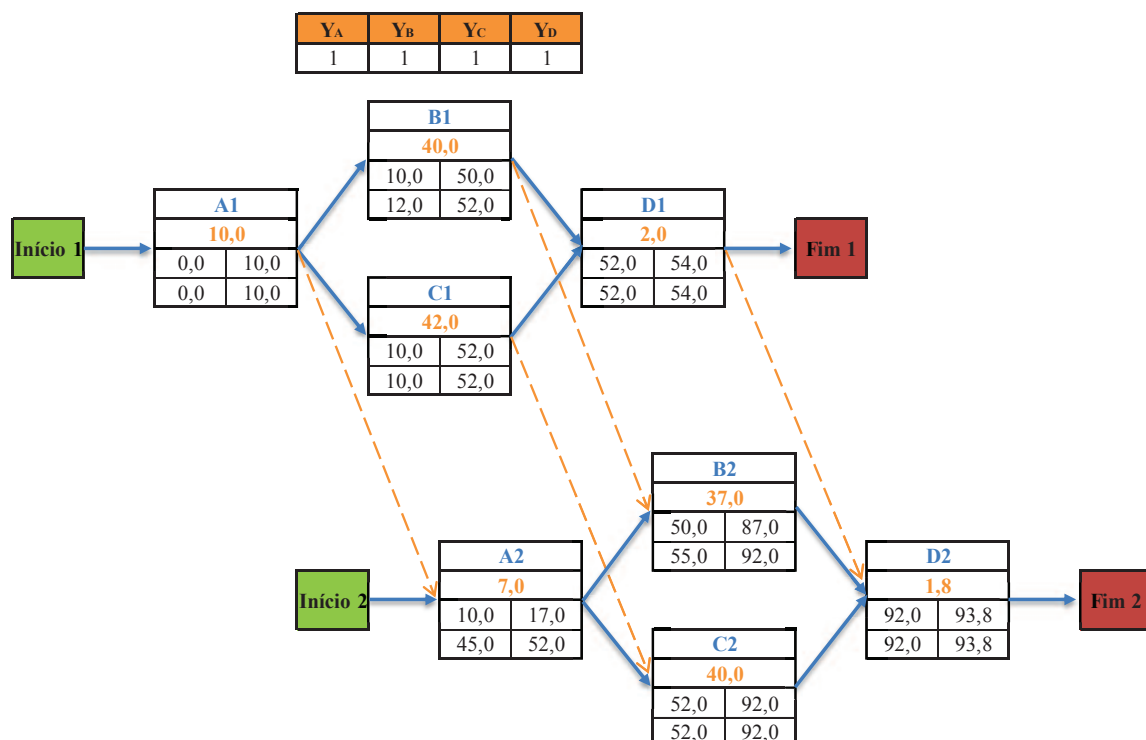 YA YB YC YD
1 1 1 1
B1
40,0
10,0 50,0
12,0 52,0
A1
10,0
0,0 10,0
0,0 10,0
D1
2,0
52,0 54,0
52,0 54,0
Início 1
Fim 1
C1
42,0
10,0 52,0
10,0 52,0
B2
37,0
50,0 87,0
55,0 92,0
A2
7,0
10,0 17,0
45,0 52,0
D2
1,8
92,0 93,8
92,0 93,8
Início 2
Fim 2
C2
40,0
52,0 92,0
52,0 92,0